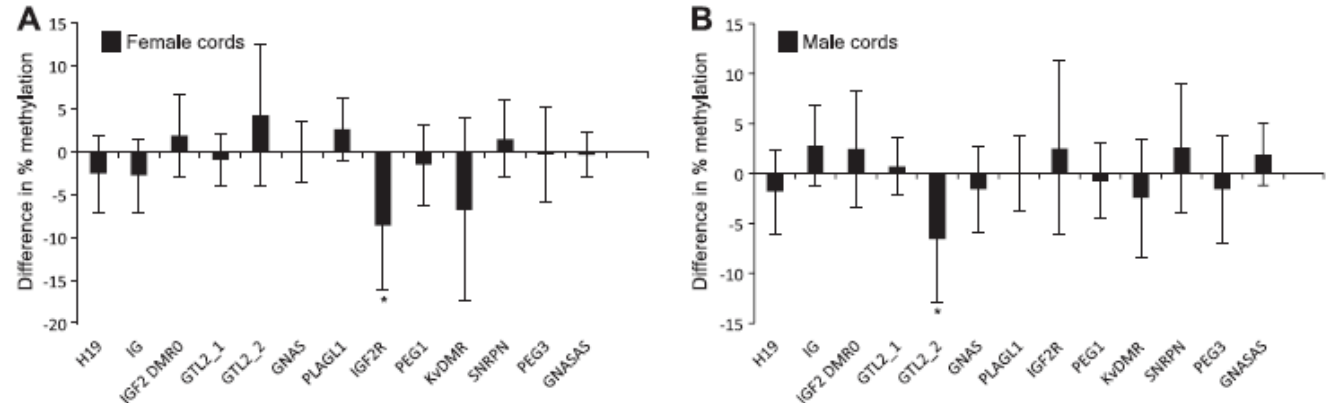 A
Female cords
Difference in % methylation
15
10
5
0
-5
-10
-15
-20
*
H19
IG
IGF2 DMR0
GTL2_1
GTL2_2
GNAS
PLAGL1
IGF2R
PEG1
KvDMR
SNRPN
PEG3
GNASAS
B
Male cords
Difference in % methylation
15
10
5
0
-5
-10
-15
*
H19
IG
IGF2 DMR0
GTL2_1
GTL2_2
GNAS
PLAGL1
IGF2R
PEG1
KvDMR
SNRPN
PEG3
GNASAS